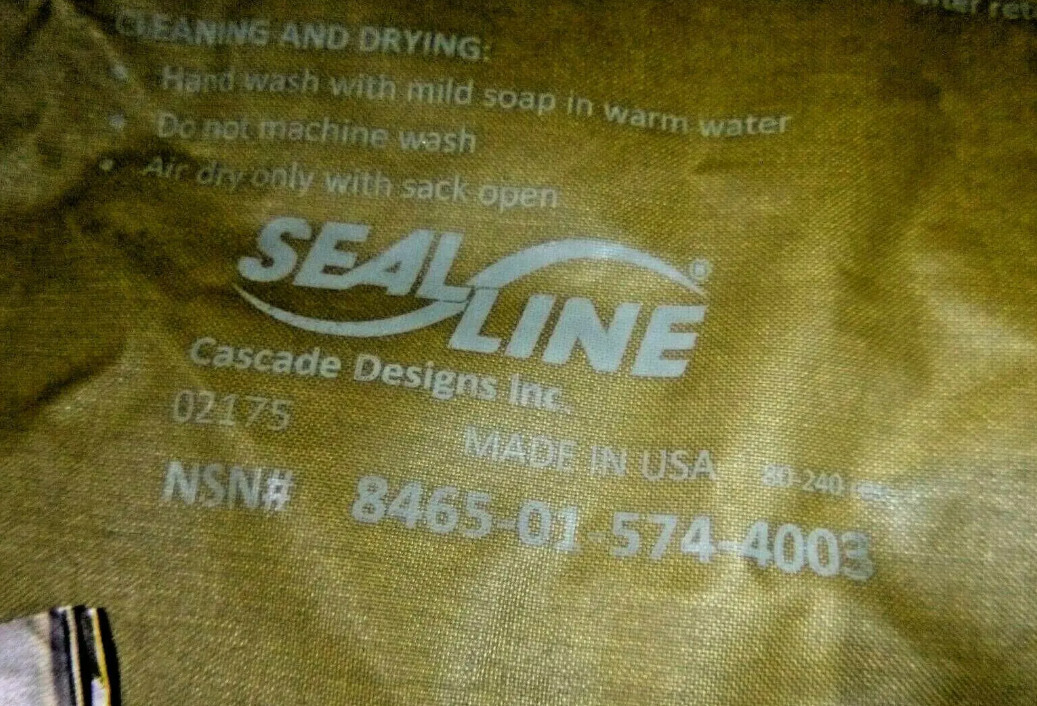 CLEANING AND DRYING:
• Hand wash with mild soap in warm water
• Do not machine wash
• Air dry only with sack open
SEAL LINE®
Cascade Designs Inc.
02175
MADE IN USA
NSN# 8465-01-574-4003